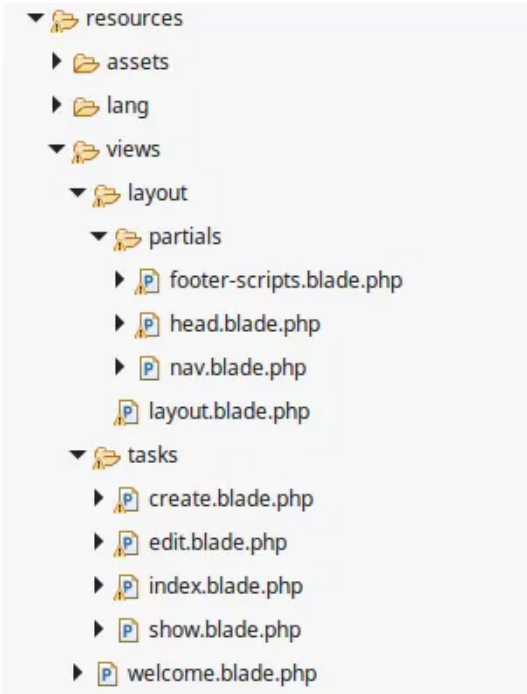 resources
assets
lang
views
layout
partials
footer-scripts.blade.php
head.blade.php
nav.blade.php
layout.blade.php
tasks
create.blade.php
edit.blade.php
index.blade.php
show.blade.php
welcome.blade.php